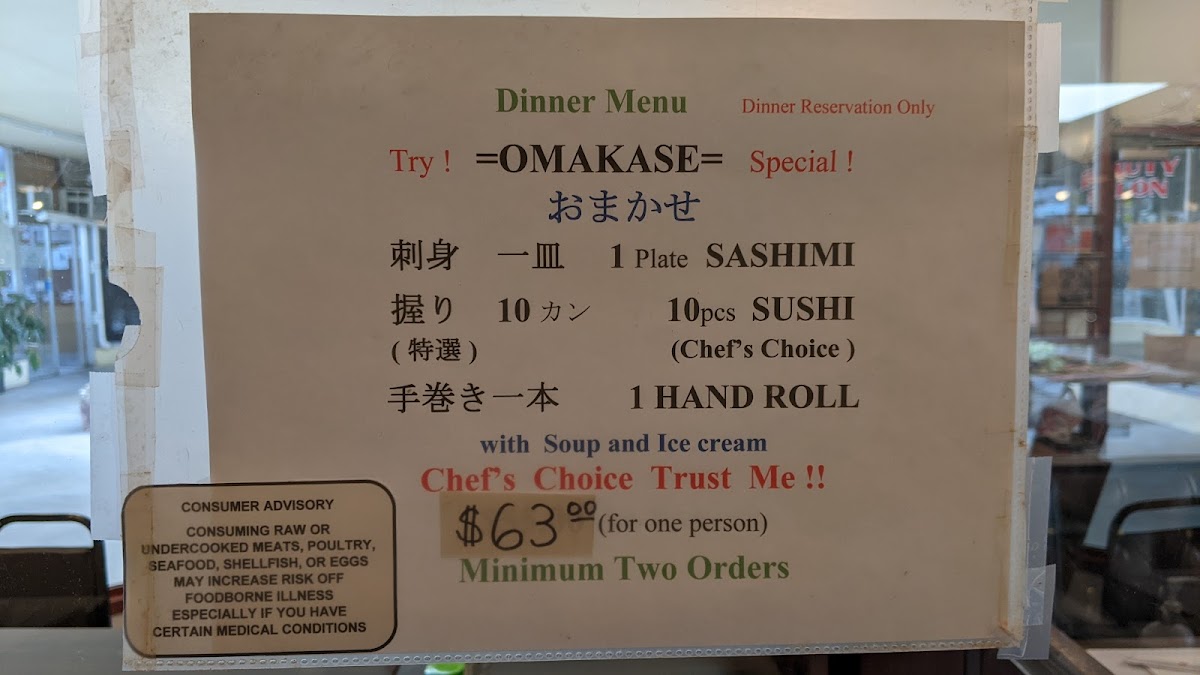 Dinner Menu Dinner Reservation Only
Try ! =OMAKASE= Special !
おまかせ
刺身 一皿 1 Plate SASHIMI
握り 10 カン 10pcs SUSHI
( 特選 ) (Chef's Choice )
手巻き一本 1 HAND ROLL
with Soup and Ice cream
Chef's Choice Trust Me !!
$63.00 (for one person)
Minimum Two Orders
CONSUMER ADVISORY
CONSUMING RAW OR
UNDERCOOKED MEATS, POULTRY,
SEAFOOD, SHELLFISH, OR EGGS
MAY INCREASE RISK OFF
FOODBORNE ILLNESS
ESPECIALLY IF YOU HAVE
CERTAIN MEDICAL CONDITIONS